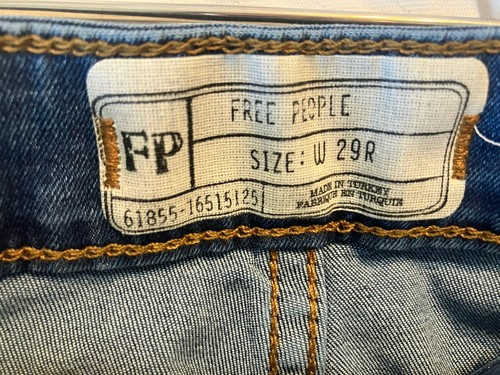 FP
FREE PEOPLE
SIZE: W 29R
61855-16515125
MADE IN TURKEY
FABRIQUE EN TURQUIE